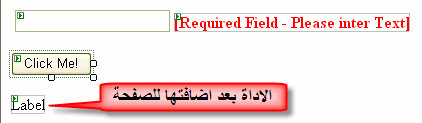 [Required Field - Please inter Text]
Click Me!
Label
الاداة بعد اضافتها للصفحة